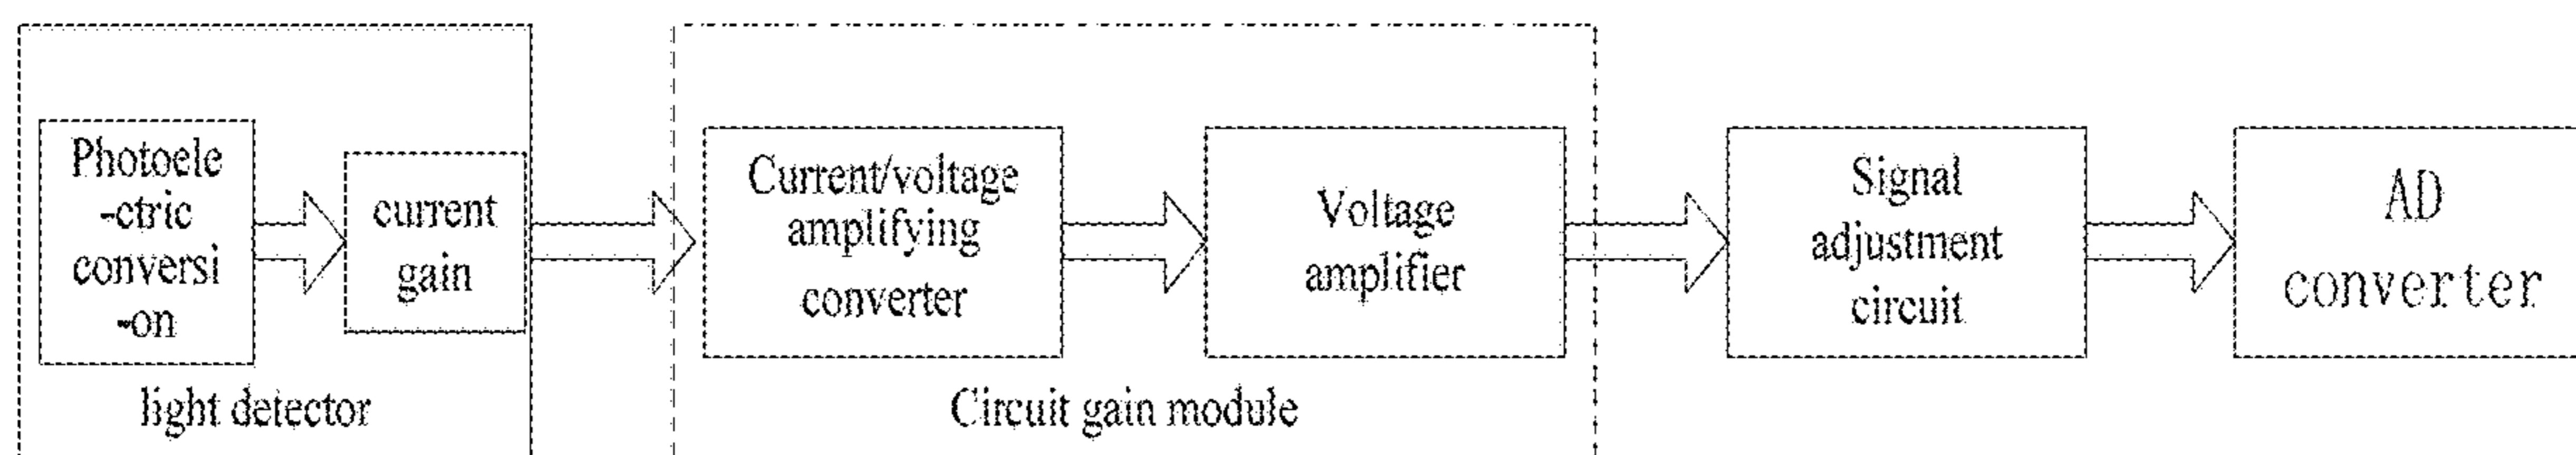 Photoele
-ctric
conversi
-on
current
gain
light detector
Current/voltage
amplifying
converter
Voltage
amplifier
Circuit gain module
Signal
adjustment
circuit
AD
converter